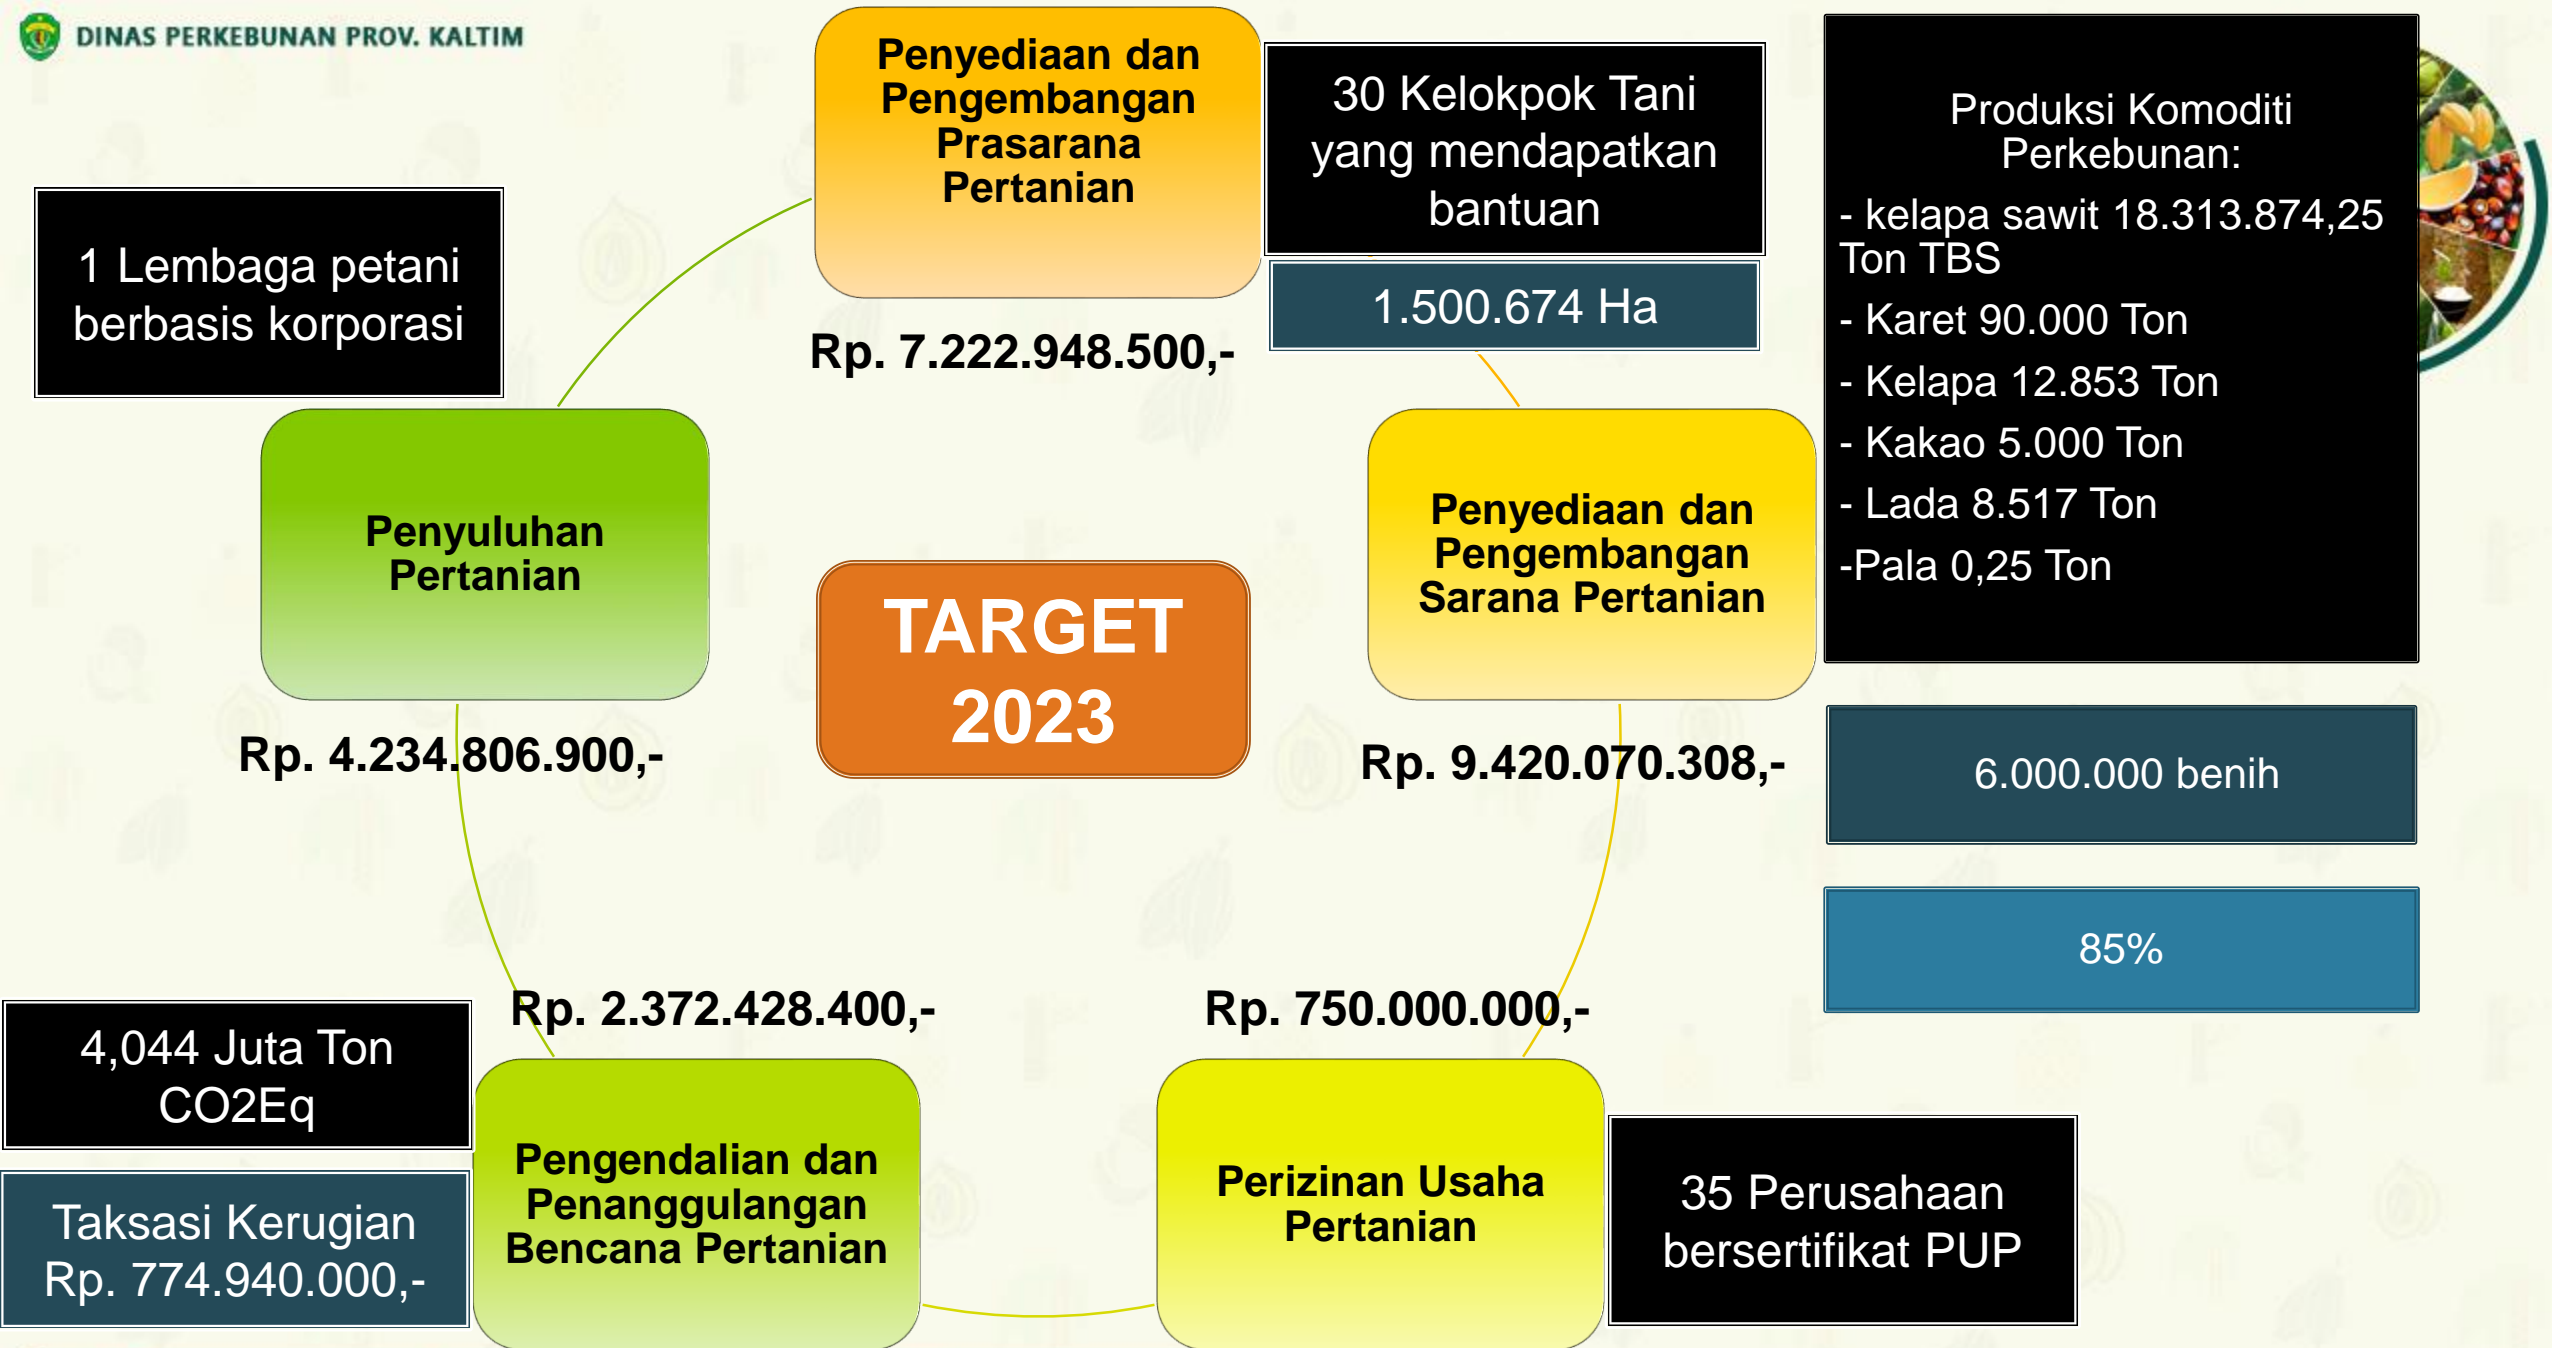 DINAS PERKEBUNAN PROV. KALTIM
Penyediaan dan
Pengembangan
Prasarana
Pertanian
Rp. 7.222.948.500,-
30 Kelokpok Tani
yang mendapatkan
bantuan
1.500.674 Ha
Produksi Komoditi
Perkebunan:
- kelapa sawit 18.313.874,25
Ton TBS
- Karet 90.000 Ton
- Kelapa 12.853 Ton
- Kakao 5.000 Ton
- Lada 8.517 Ton
-Pala 0,25 Ton
6.000.000 benih
85%
1 Lembaga petani
berbasis korporasi
Penyuluhan
Pertanian
Rp. 4.234.806.900,-
TARGET
2023
Penyediaan dan
Pengembangan
Sarana Pertanian
Rp. 9.420.070.308,-
Rp. 2.372.428.400,-
4,044 Juta Ton
CO2Eq
Taksasi Kerugian
Rp. 774.940.000,-
Pengendalian dan
Penanggulangan
Bencana Pertanian
Rp. 750.000.000,-
Perizinan Usaha
Pertanian
35 Perusahaan
bersertifikat PUP